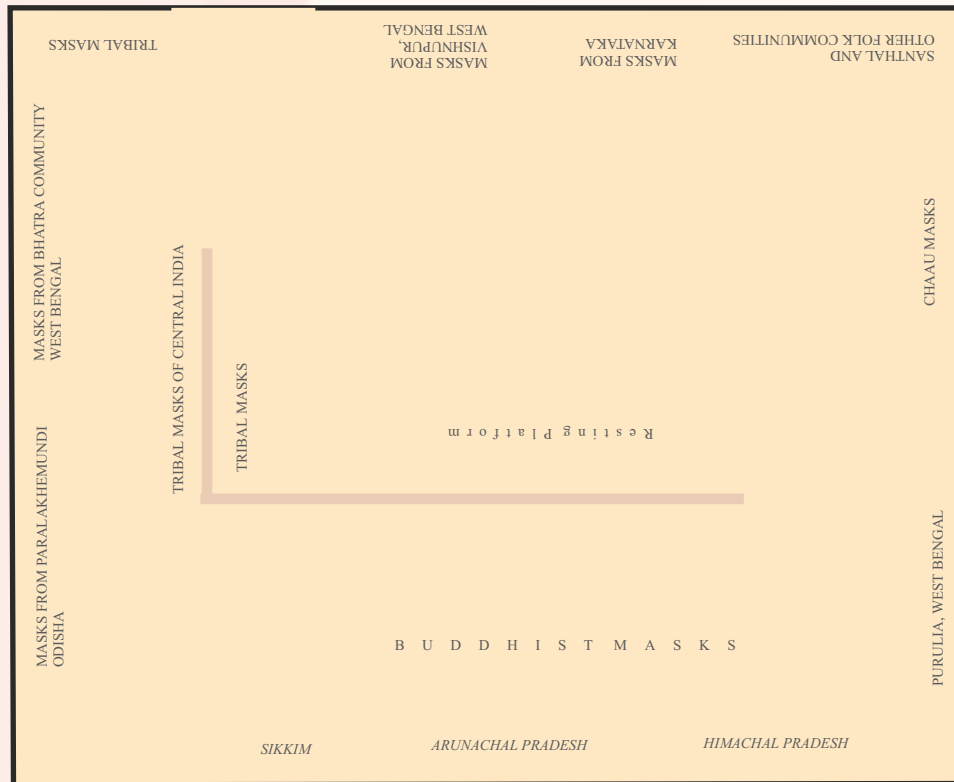 TRIBAL MASKS
MASKS FROM
VISHNUPUR,
WEST BENGAL
MASKS FROM
KARNATAKA
SANTHAL AND
OTHER FOLK COMMUNITIES
MASKS FROM BHATRA COMMUNITY
WEST BENGAL
TRIBAL MASKS OF CENTRAL INDIA
TRIBAL MASKS
CHAAU MASKS
Resting Platform
MASKS FROM PARALAKHEMUNDI
ODISHA
PURULIA, WEST BENGAL
BUDDHIST MASKS
SIKKIM
ARUNACHAL PRADESH
HIMACHAL PRADESH